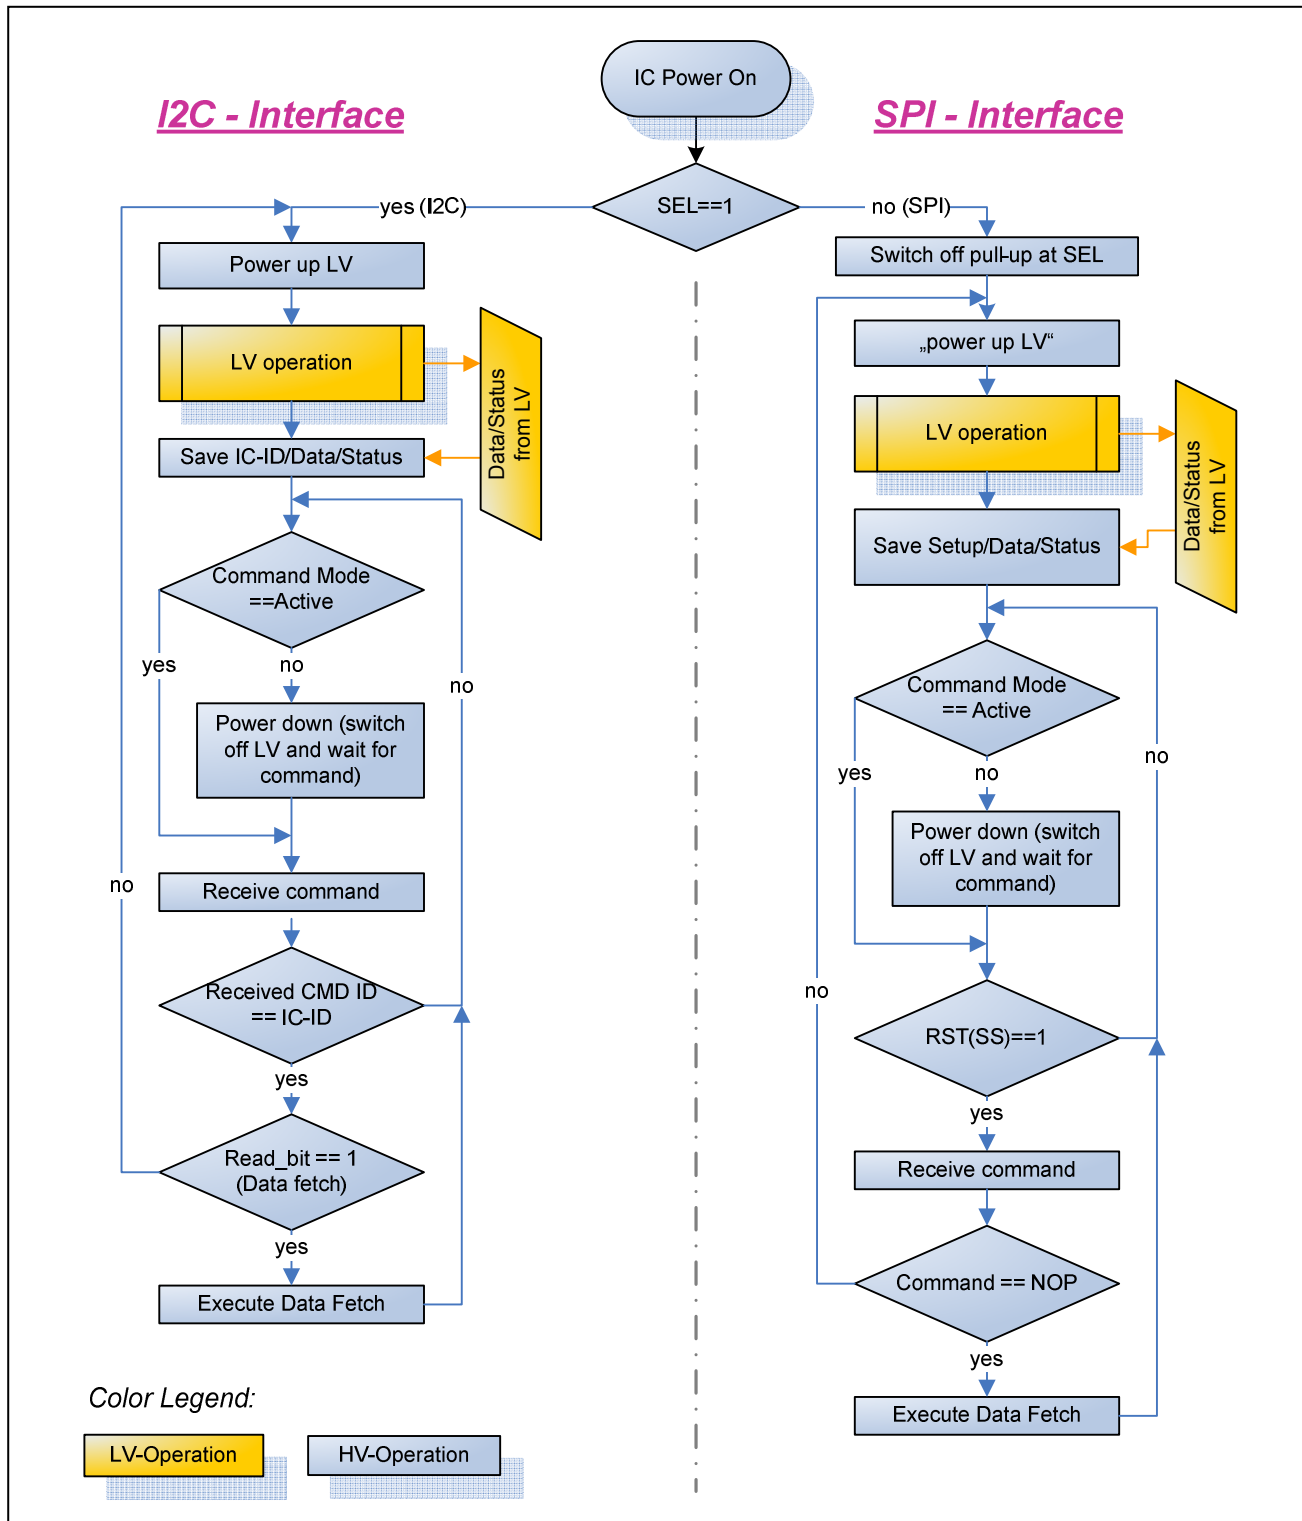 IC Power On
I2C - Interface
SPI - Interface
SEL==1
yes (I2C)
no (SPI)
Power up LV
LV operation
Data/Status
from LV
Save IC-ID/Data/Status
Command Mode
==Active
yes
no
no
Power down (switch
off LV and wait for
command)
no
Receive command
Received CMD ID
== IC-ID
yes
Read_bit == 1
(Data fetch)
yes
Execute Data Fetch
Switch off pull-up at SEL
„power up LV“
LV operation
Data/Status
from LV
Save Setup/Data/Status
Command Mode
== Active
yes
no
no
Power down (switch
off LV and wait for
command)
no
RST(SS)==1
yes
Receive command
Command == NOP
yes
Execute Data Fetch
Color Legend:
LV-Operation
HV-Operation